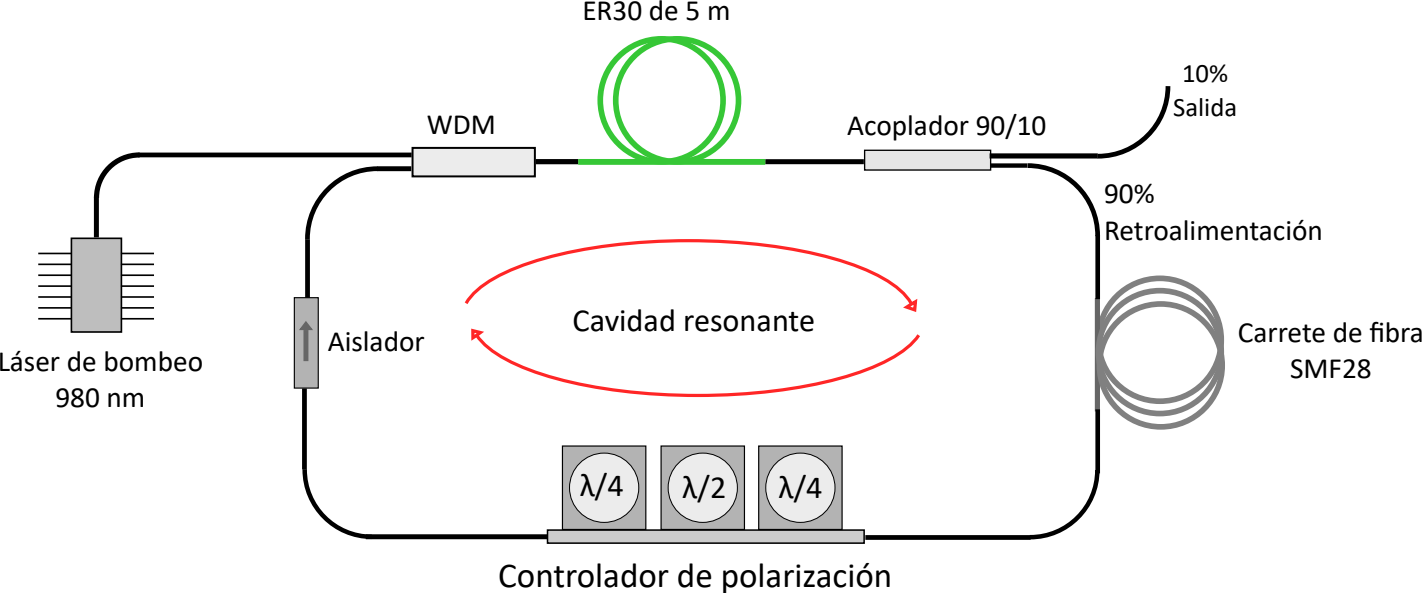 ER30 de 5 m
10%
Salida
WDM
Acoplador 90/10
90%
Retroalimentación
Cavidad resonante
Aislador
Carrete de fibra
SMF28
Láser de bombeo
980 nm
λ/4
λ/2
λ/4
Controlador de polarización